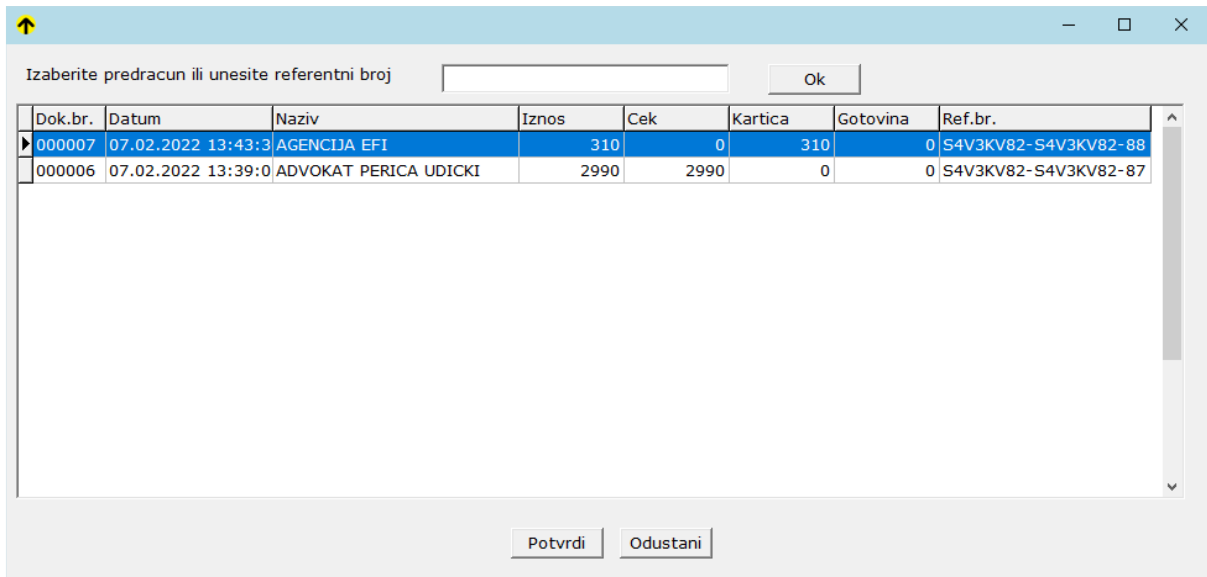 Izaberite predracun ili unesite referentni broj Ok
Dok.br. Datum Naziv Iznos Cek Kartica Gotovina Ref.br.
000007 07.02.2022 13:43:3 AGENCIJA EFI 310 0 310 0 S4V3KV82-S4V3KV82-88
000006 07.02.2022 13:39:0 ADVOKAT PERICA UDICKI 2990 2990 0 0 S4V3KV82-S4V3KV82-87
Potvrdi Odustani